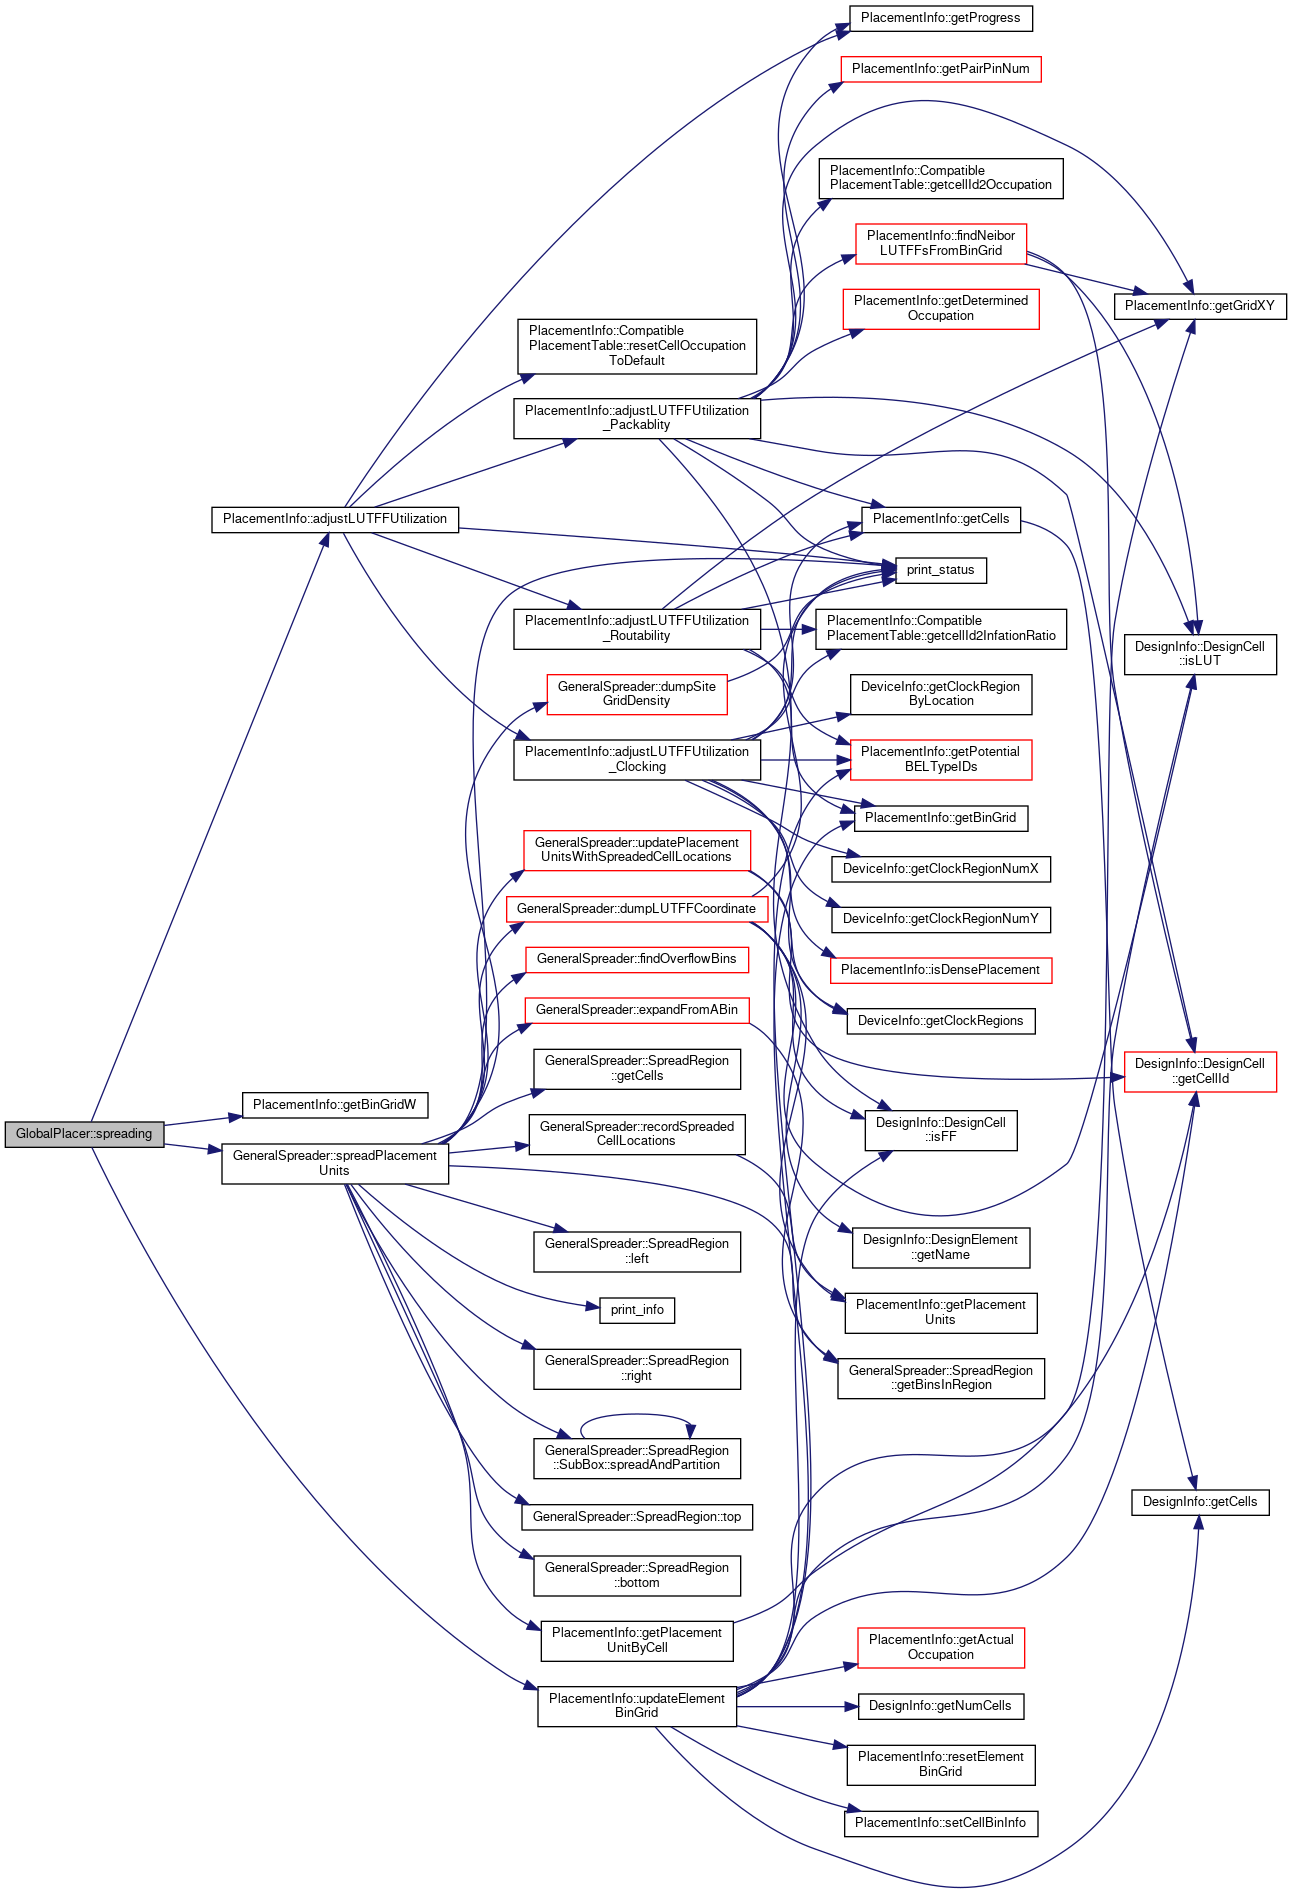 PlacementInfo::getProgress
PlacementInfo::getPairPinNum
PlacementInfo::Compatible
PlacementTable::getcellId2Occupation
PlacementInfo::findNeibor
LUTFFsFromBinGrid
PlacementInfo::getDetermined
Occupation
PlacementInfo::getGridXY
PlacementInfo::Compatible
PlacementTable::resetCellOccupation
ToDefault
PlacementInfo::adjustLUTFFUtilization
_Packablity
PlacementInfo::adjustLUTFFUtilization
PlacementInfo::getCells
print_status
PlacementInfo::adjustLUTFFUtilization
_Routability
PlacementInfo::Compatible
PlacementTable::getcellId2InfationRatio
DesignInfo::DesignCell
::isLUT
GeneralSpreader::dumpSite
GridDensity
DeviceInfo::getClockRegion
ByLocation
PlacementInfo::adjustLUTFFUtilization
_Clocking
PlacementInfo::getPotential
BELTypeIDs
PlacementInfo::getBinGrid
GeneralSpreader::updatePlacement
UnitsWithSpreadedCellLocations
DeviceInfo::getClockRegionNumX
GeneralSpreader::dumpLUTFFCoordinate
DeviceInfo::getClockRegionNumY
GeneralSpreader::findOverflowBins
PlacementInfo::isDensePlacement
GeneralSpreader::expandFromABin
DeviceInfo::getClockRegions
GeneralSpreader::SpreadRegion
::getCells
DesignInfo::DesignCell
::getCellId
PlacementInfo::getBinGridW
GlobalPlacer::spreading
GeneralSpreader::recordSpreaded
CellLocations
DesignInfo::DesignCell
::isFF
GeneralSpreader::spreadPlacement
Units
GeneralSpreader::SpreadRegion
::left
DesignInfo::DesignElement
::getName
print_info
PlacementInfo::getPlacement
Units
GeneralSpreader::SpreadRegion
::right
GeneralSpreader::SpreadRegion
::getBinsInRegion
GeneralSpreader::SpreadRegion
::SubBox::spreadAndPartition
GeneralSpreader::SpreadRegion::top
DesignInfo::getCells
GeneralSpreader::SpreadRegion
::bottom
PlacementInfo::getPlacement
UnitByCell
PlacementInfo::getActual
Occupation
PlacementInfo::updateElement
BinGrid
DesignInfo::getNumCells
PlacementInfo::resetElement
BinGrid
PlacementInfo::setCellBinInfo